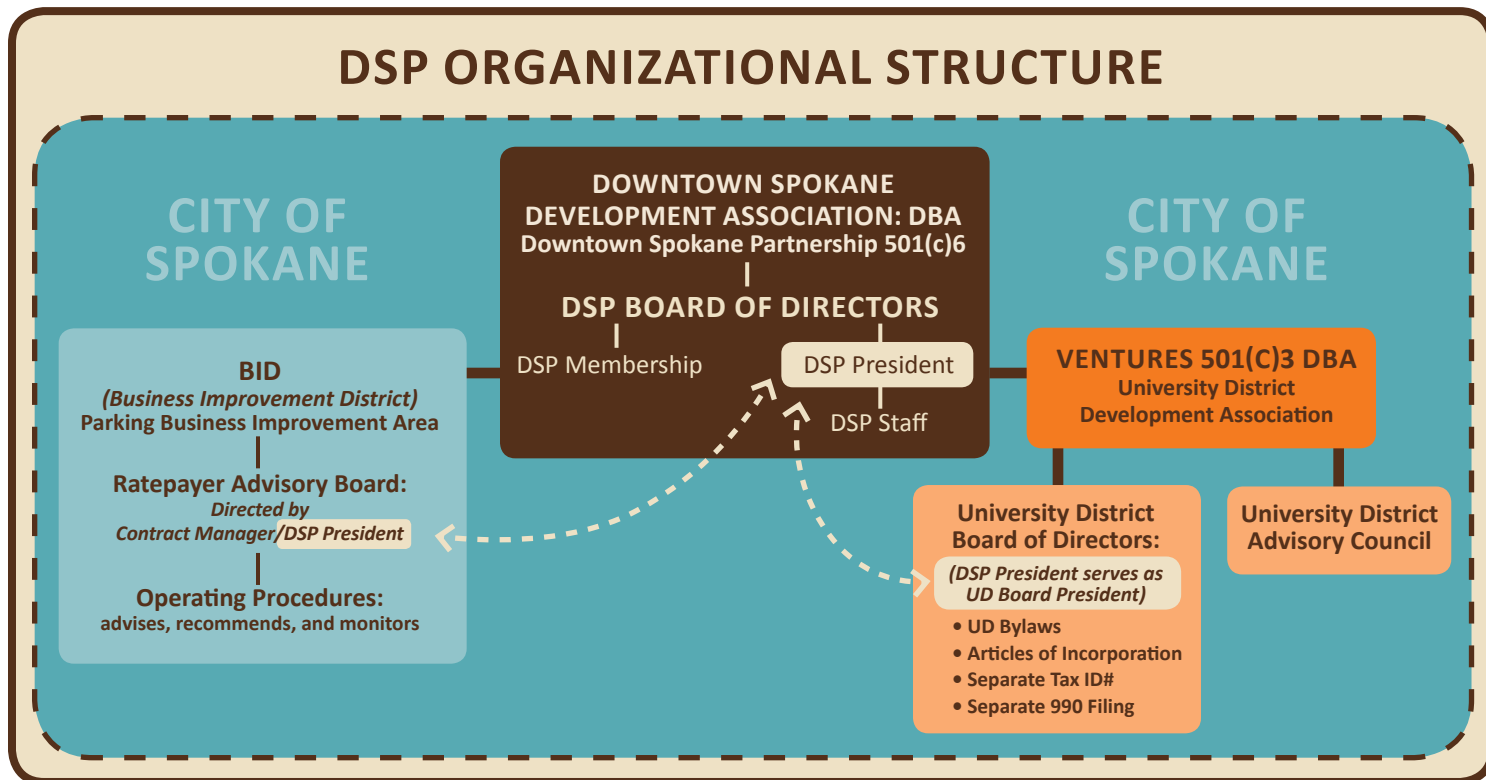 DSP ORGANIZATIONAL STRUCTURE
CITY OF
SPOKANE
DOWNTOWN SPOKANE
DEVELOPMENT ASSOCIATION: DBA
Downtown Spokane Partnership 501(c)6
DSP BOARD OF DIRECTORS
DSP Membership
DSP President
DSP Staff
CITY OF
SPOKANE
BID
(Business Improvement District)
Parking Business Improvement Area
Ratepayer Advisory Board:
Directed by
Contract Manager/DSP President
Operating Procedures:
advises, recommends, and monitors
VENTURES 501(C)3 DBA
University District
Development Association
University District
Board of Directors:
(DSP President serves as
UD Board President)
• UD Bylaws
• Articles of Incorporation
• Separate Tax ID#
• Separate 990 Filing
University District
Advisory Council